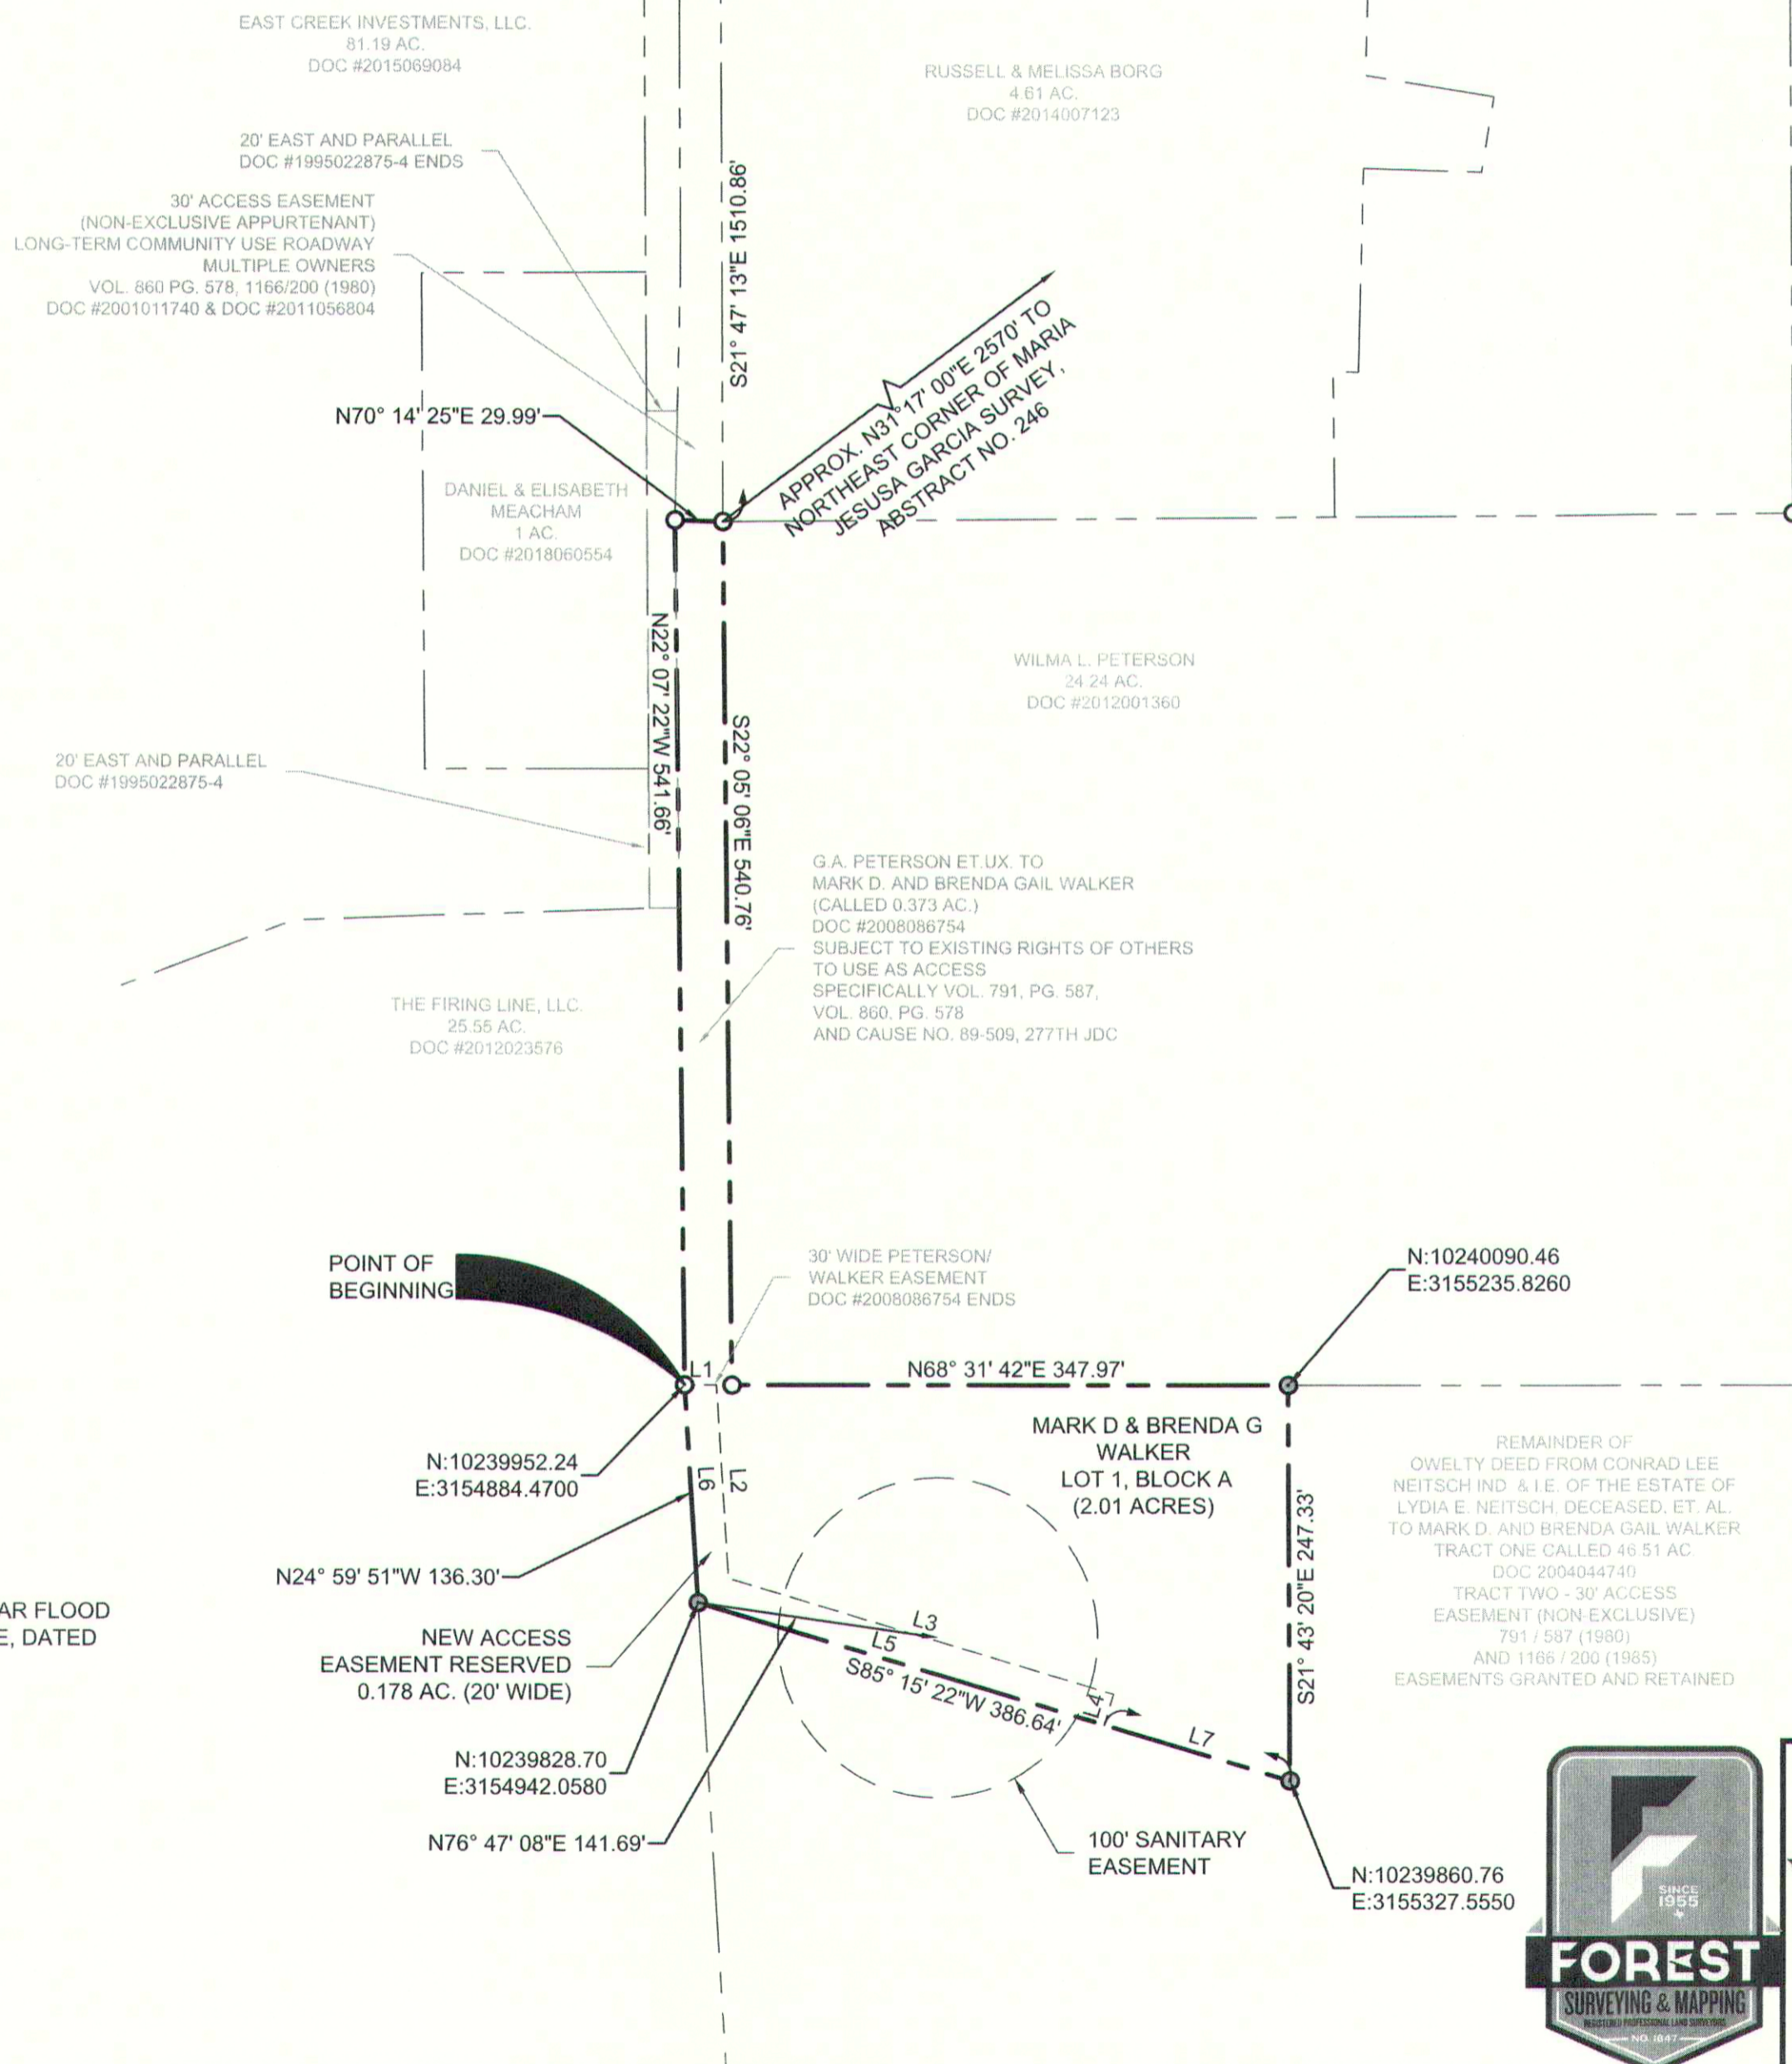 EAST CREEK INVESTMENTS, LLC.
81.19 AC.
DOC #2015069084
RUSSELL & MELISSA BORG
4.61 AC.
DOC #2014007123
20' EAST AND PARALLEL
DOC #1995022875-4 ENDS
30' ACCESS EASEMENT
(NON-EXCLUSIVE APPURTENANT)
LONG-TERM COMMUNITY USE ROADWAY
MULTIPLE OWNERS
VOL. 860 PG. 578, 1166/200 (1980)
DOC #2001011740 & DOC #2011056804
S21° 47' 13"E 1510.86'
APPROX. N31°17' 00"E 2570' TO
NORTHEAST CORNER OF MARIA
JESUSA GARCIA SURVEY,
ABSTRACT NO. 246
N70° 14' 25"E 29.99'
DANIEL & ELISABETH
MEACHAM
1 AC.
DOC #2018060554
N22° 07' 22"W 541.66'
S22° 05' 06"E 540.76'
WILMA L. PETERSON
24.24 AC.
DOC #2012001360
20' EAST AND PARALLEL
DOC #1995022875-4
G.A. PETERSON ET.UX. TO
MARK D. AND BRENDA GAIL WALKER
(CALLED 0.373 AC.)
DOC #2008086754
SUBJECT TO EXISTING RIGHTS OF OTHERS
TO USE AS ACCESS
SPECIFICALLY VOL. 791, PG. 587,
VOL. 860, PG. 578
AND CAUSE NO. 89-509, 277TH JDC
THE FIRING LINE, LLC.
25.55 AC.
DOC #2012023576
POINT OF
BEGINNING
30' WIDE PETERSON/
WALKER EASEMENT
DOC #2008086754 ENDS
N:10240090.46
E:3155235.8260
L1
N68° 31' 42"E 347.97'
N:10239952.24
E:3154884.4700
L6
L2
MARK D & BRENDA G
WALKER
LOT 1, BLOCK A
(2.01 ACRES)
REMAINDER OF
OWELTY DEED FROM CONRAD LEE
NEITSCH IND. & I.E. OF THE ESTATE OF
LYDIA E. NEITSCH, DECEASED, ET. AL.
TO MARK D. AND BRENDA GAIL WALKER
TRACT ONE CALLED 46.51 AC.
DOC 2004044740
TRACT TWO - 30' ACCESS
EASEMENT (NON-EXCLUSIVE)
791 / 587 (1980)
AND 1166 / 200 (1985)
EASEMENTS GRANTED AND RETAINED
S21° 43' 20"E 247.33'
N24° 59' 51"W 136.30'
AR FLOOD
E, DATED
NEW ACCESS
EASEMENT RESERVED
0.178 AC. (20' WIDE)
L3
L5
S85° 15' 22"W 386.64'
L4
L7
N:10239828.70
E:3154942.0580
N76° 47' 08"E 141.69'
100' SANITARY
EASEMENT
N:10239860.76
E:3155327.5550
SINCE
1955
FOREST
SURVEYING & MAPPING
REGISTERED PROFESSIONAL LAND SURVEYORS
NO. 1847